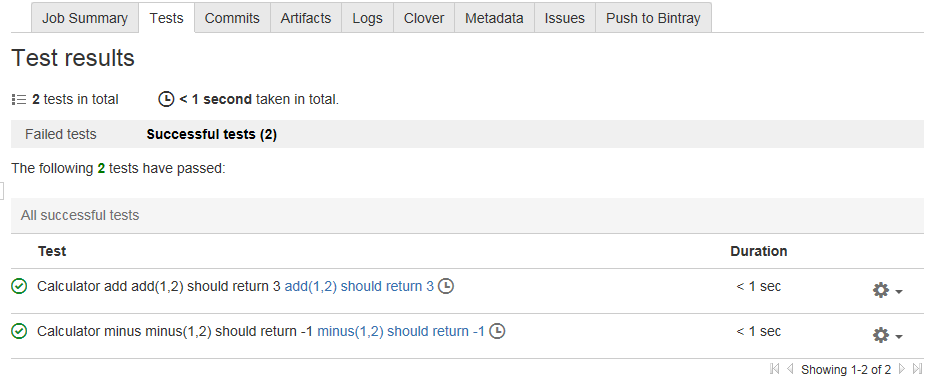 Job Summary Tests Commits Artifacts Logs Clover Metadata Issues Push to Bintray
Test results
2 tests in total < 1 second taken in total.
Failed tests Successful tests (2)
The following 2 tests have passed:
All successful tests
Test Duration
Calculator add add(1,2) should return 3 add(1,2) should return 3 < 1 sec
Calculator minus minus(1,2) should return -1 minus(1,2) should return -1 < 1 sec
Showing 1-2 of 2